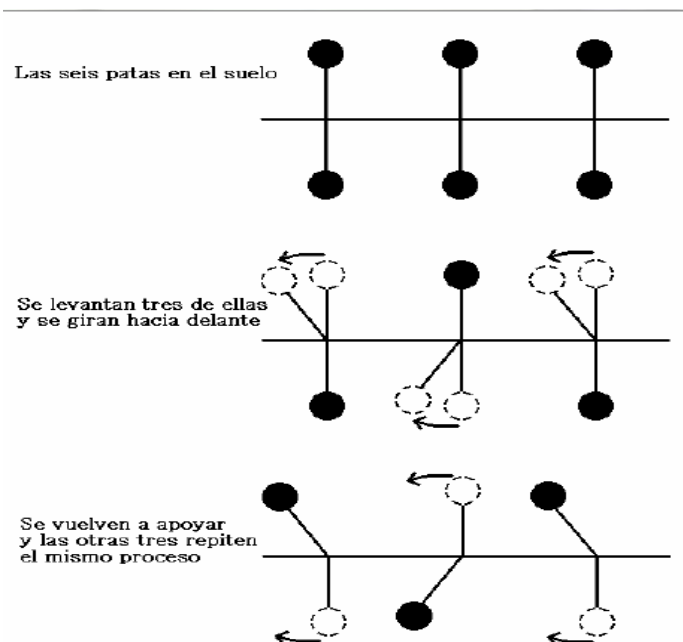 Las seis patas en el suelo
Se levantan tres de ellas
y se giran hacia delante
Se vuelven a apoyar
y las otras tres repiten
el mismo proceso